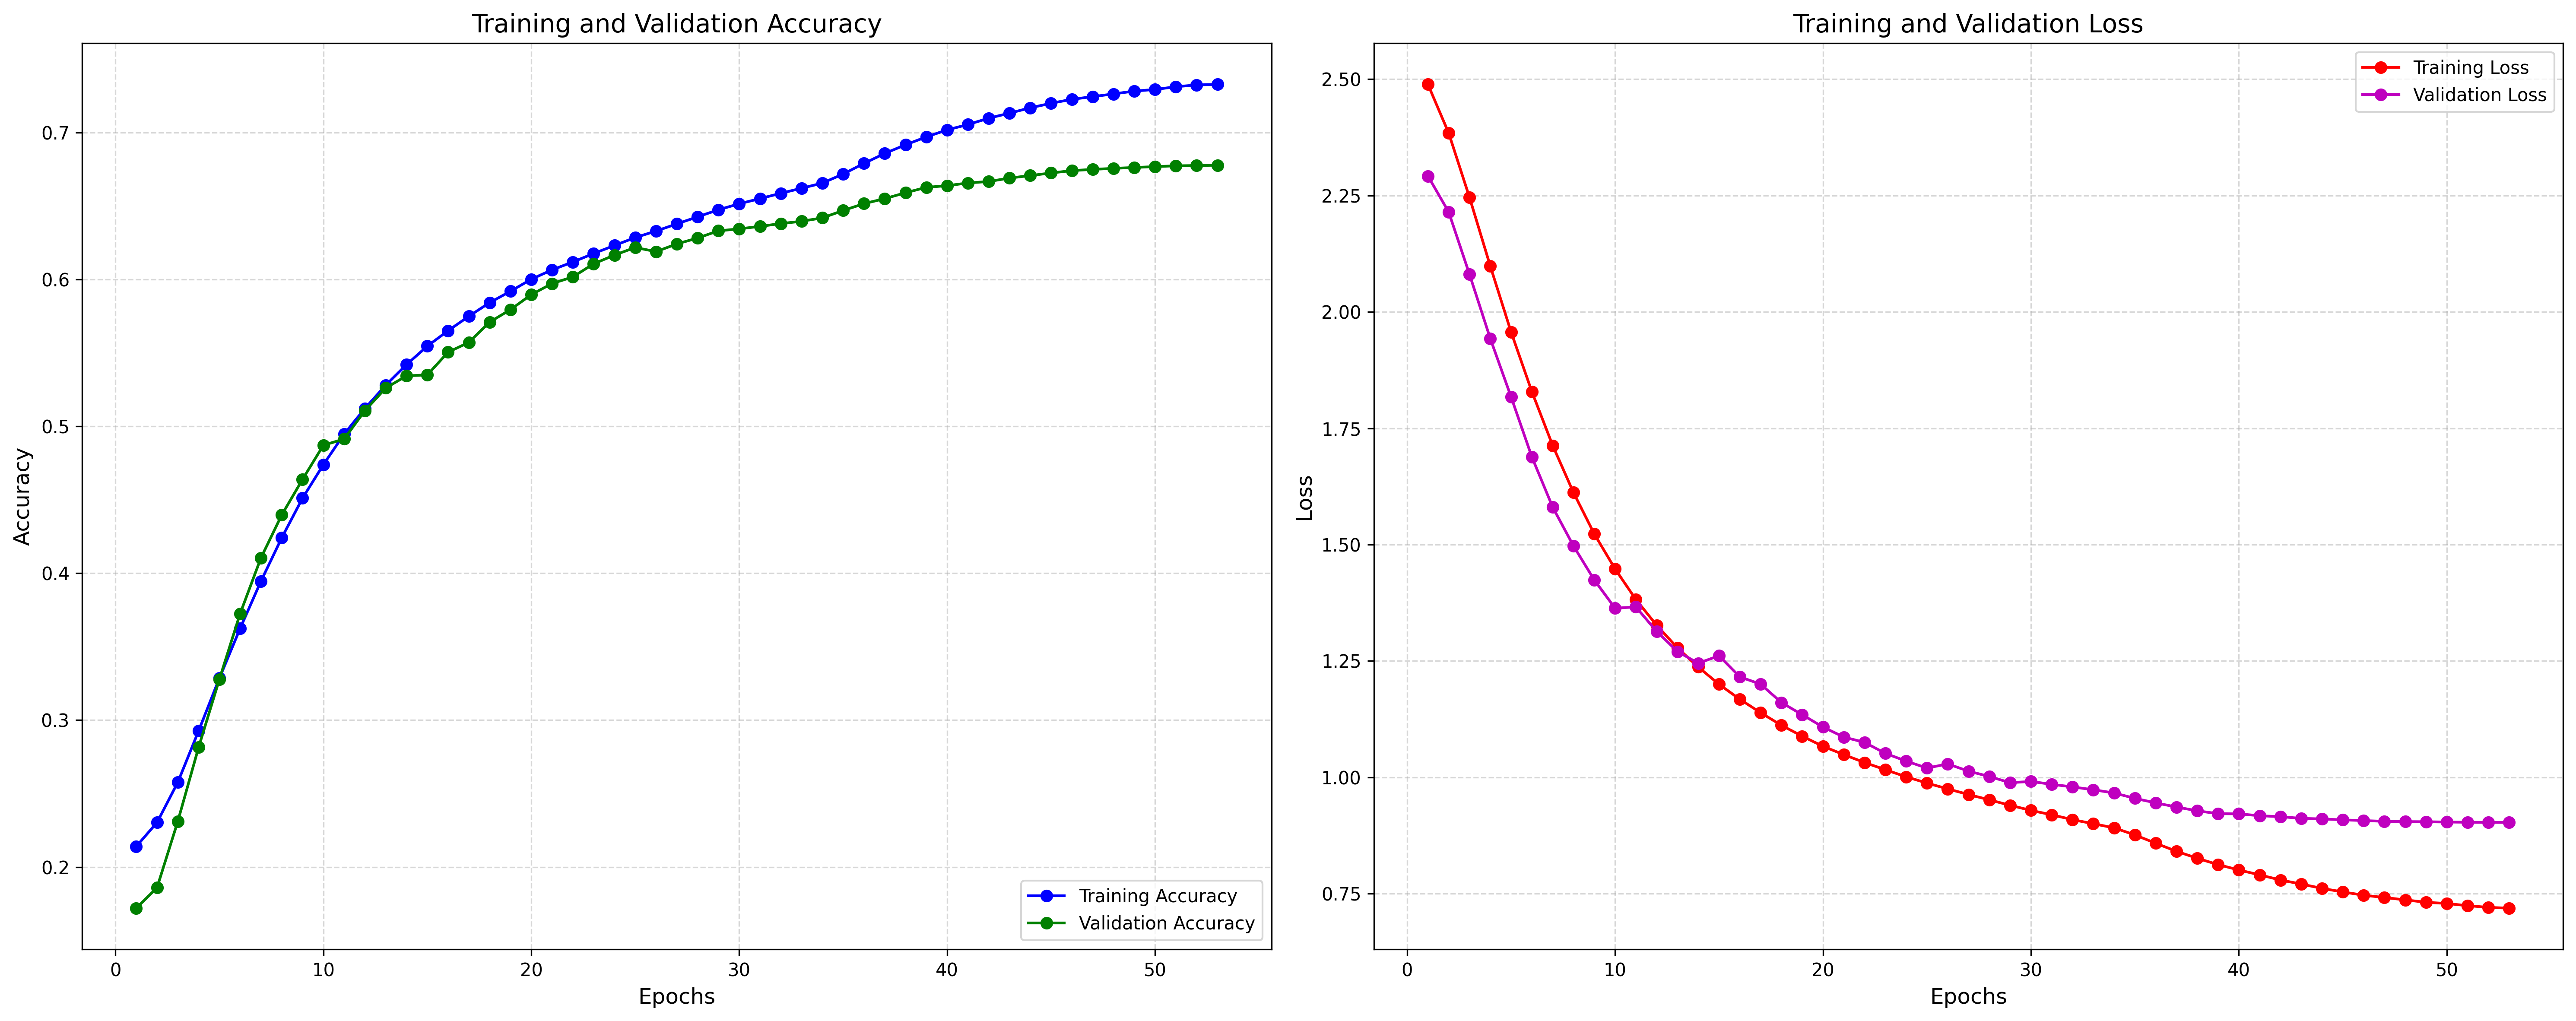 Training and Validation Accuracy
Accuracy
0.7
0.6
0.5
0.4
0.3
0.2
Training Accuracy
Validation Accuracy
0
10
20
30
40
50
Epochs
Training and Validation Loss
Loss
2.50
2.25
2.00
1.75
1.50
1.25
1.00
0.75
Training Loss
Validation Loss
0
10
20
30
40
50
Epochs